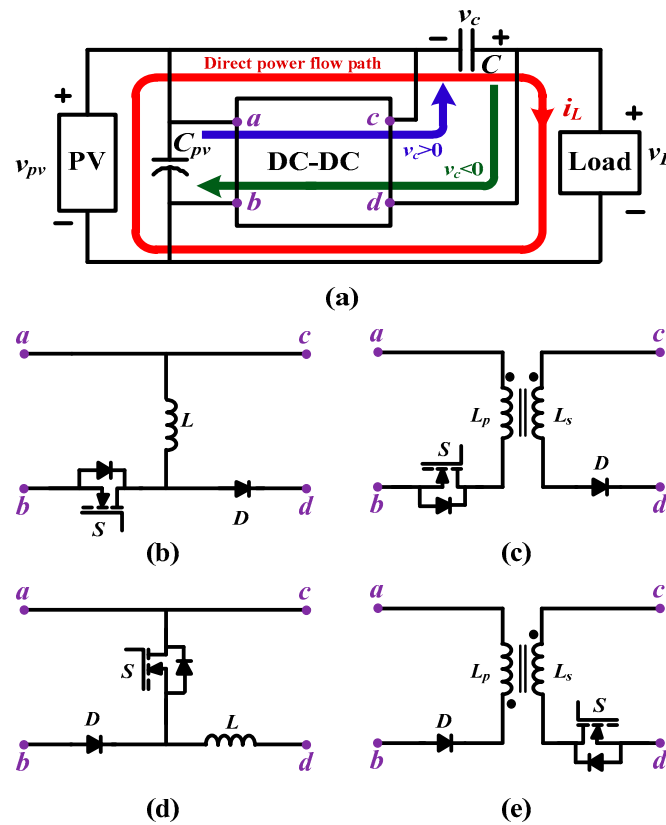 v_c
− +
Direct power flow path C
+ a c i_L +
C_pv
PV DC-DC v_c>0 Load
v_pv v_c<0 v_L
b d
− −
(a)
a c a c
L L_p L_s
S
D D
b d b d
S
(b) (c)
a c a c
S L_p L_s
D L D S
b d b d
(d) (e)